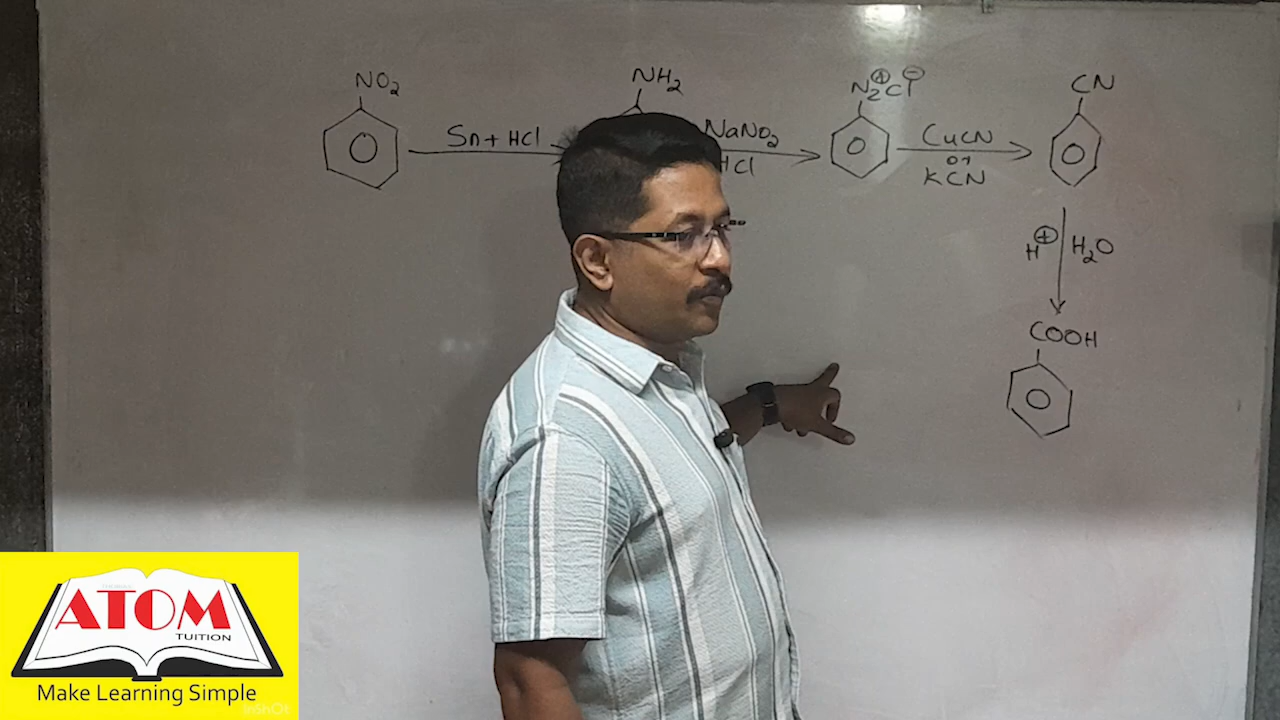 NO2
Sn + HCl
NH2
NaNO2
HCl
N2⊕Cl⊖
CuCN
or
KCN
CN
H⊕
H2O
COOH
ATOM
TUITION
Make Learning Simple
InShOt